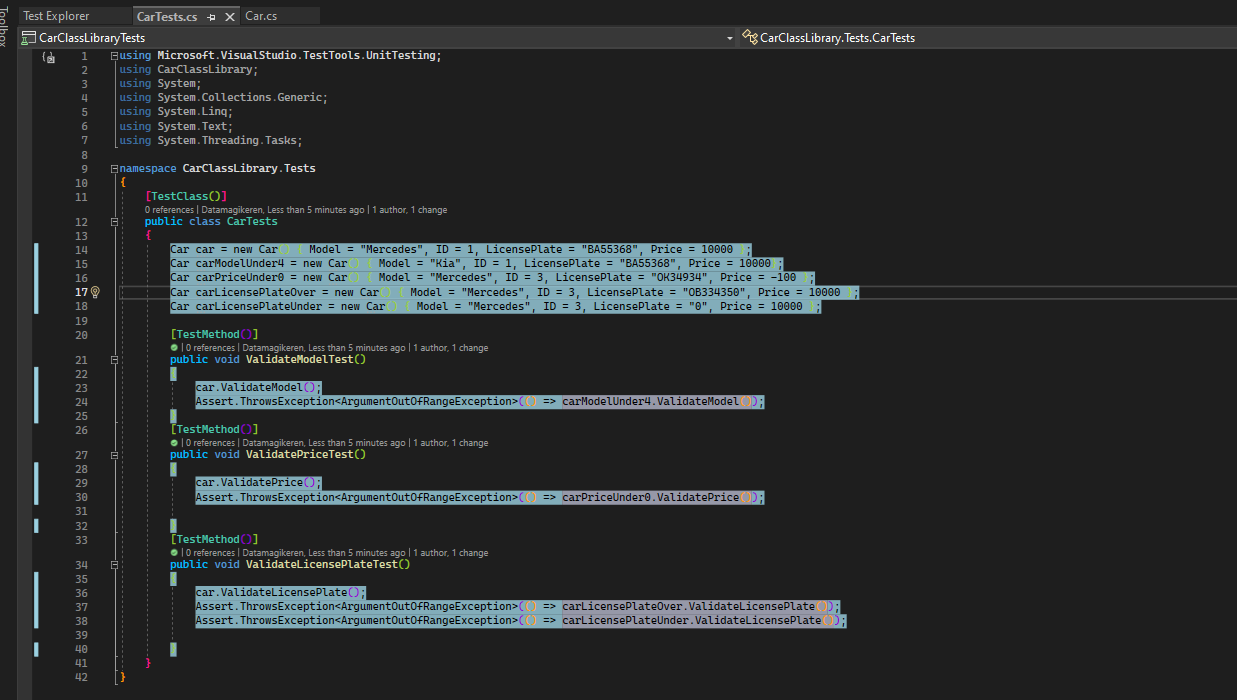 Toolbox
Test Explorer CarTests.cs Car.cs
CarClassLibraryTests CarClassLibrary.Tests.CarTests
1 using Microsoft.VisualStudio.TestTools.UnitTesting;
2 using CarClassLibrary;
3 using System;
4 using System.Collections.Generic;
5 using System.Linq;
6 using System.Text;
7 using System.Threading.Tasks;
8
9 namespace CarClassLibrary.Tests
10 {
11 [TestClass()]
0 references | Datamagikeren, Less than 5 minutes ago | 1 author, 1 change
12 public class CarTests
13 {
14 Car car = new Car() { Model = "Mercedes", ID = 1, LicensePlate = "BA55368", Price = 10000 };
15 Car carModelUnder4 = new Car() { Model = "Kia", ID = 1, LicensePlate = "BA55368", Price = 10000};
16 Car carPriceUnder0 = new Car() { Model = "Mercedes", ID = 3, LicensePlate = "OK34934", Price = -100 };
17 Car carLicensePlateOver = new Car() { Model = "Mercedes", ID = 3, LicensePlate = "OB334350", Price = 10000 };
18 Car carLicensePlateUnder = new Car() { Model = "Mercedes", ID = 3, LicensePlate = "0", Price = 10000 };
19
20 [TestMethod()]
| 0 references | Datamagikeren, Less than 5 minutes ago | 1 author, 1 change
21 public void ValidateModelTest()
22 {
23 car.ValidateModel();
24 Assert.ThrowsException<ArgumentOutOfRangeException>(() => carModelUnder4.ValidateModel());
25 }
26 [TestMethod()]
| 0 references | Datamagikeren, Less than 5 minutes ago | 1 author, 1 change
27 public void ValidatePriceTest()
28 {
29 car.ValidatePrice();
30 Assert.ThrowsException<ArgumentOutOfRangeException>(() => carPriceUnder0.ValidatePrice());
31
32 }
33 [TestMethod()]
| 0 references | Datamagikeren, Less than 5 minutes ago | 1 author, 1 change
34 public void ValidateLicensePlateTest()
35 {
36 car.ValidateLicensePlate();
37 Assert.ThrowsException<ArgumentOutOfRangeException>(() => carLicensePlateOver.ValidateLicensePlate());
38 Assert.ThrowsException<ArgumentOutOfRangeException>(() => carLicensePlateUnder.ValidateLicensePlate());
39
40 }
41 }
42 }